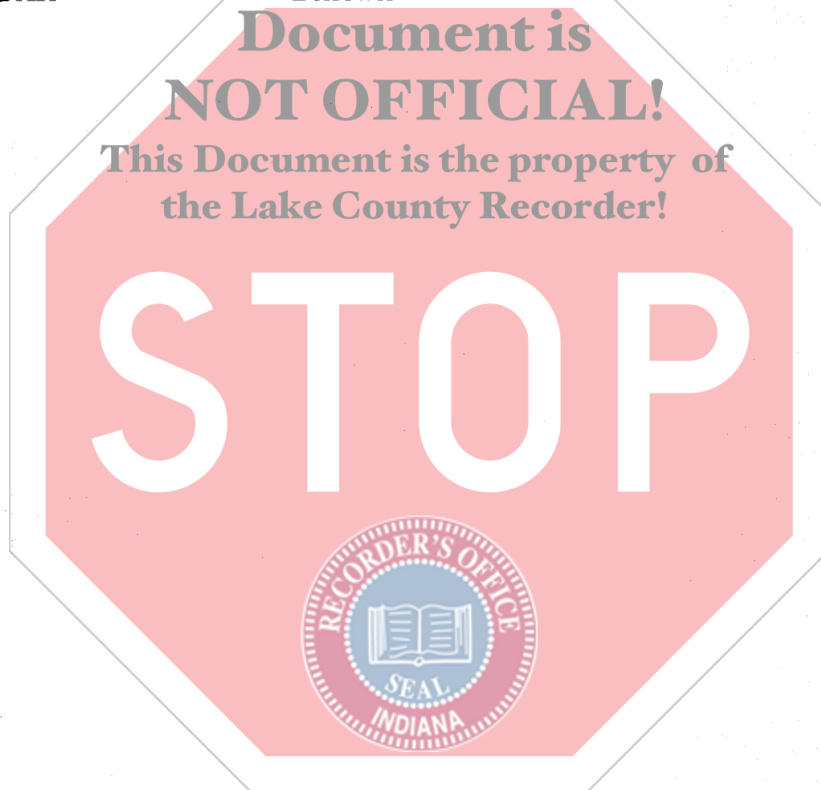 Document is
NOT OFFICIAL!
This Document is the property of
the Lake County Recorder!
STOP
RECORDER'S OFFICE
SEAL
INDIANA